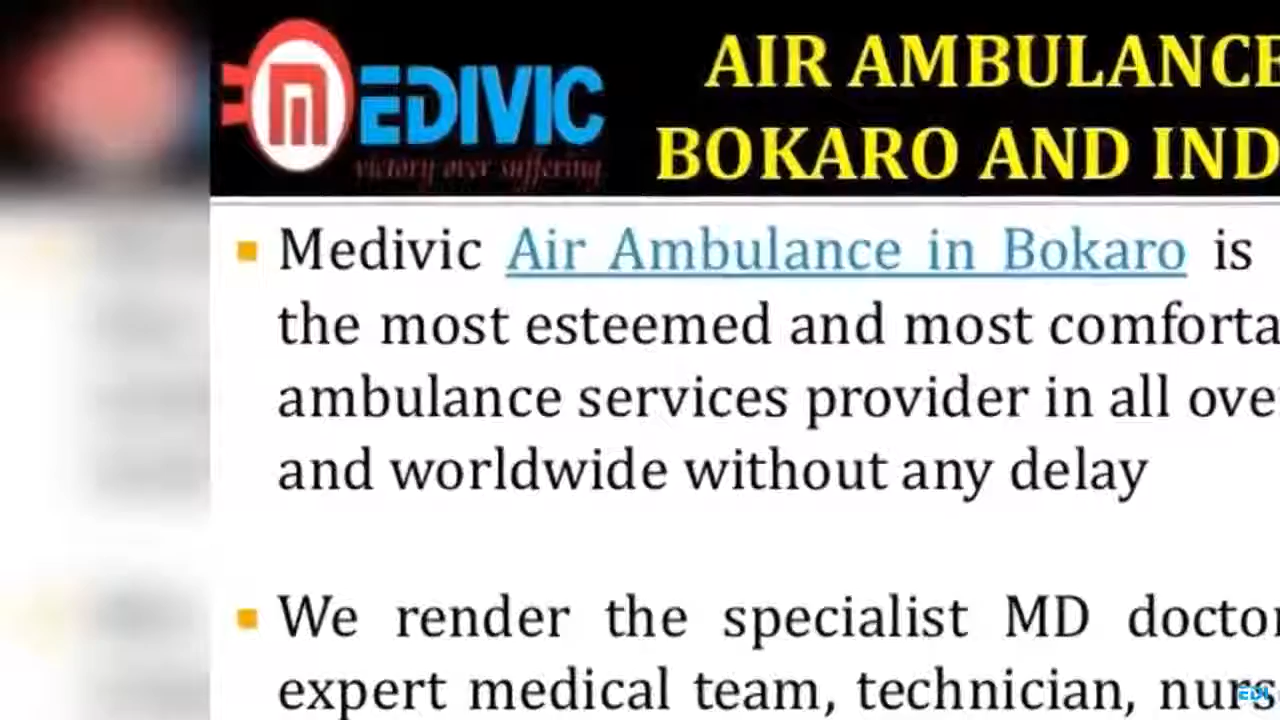 MEDIVIC
victory over suffering
AIR AMBULANCE
BOKARO AND IND
Medivic Air Ambulance in Bokaro is
the most esteemed and most comforta
ambulance services provider in all ove
and worldwide without any delay
We render the specialist MD doctor
expert medical team, technician, nurs
EDI